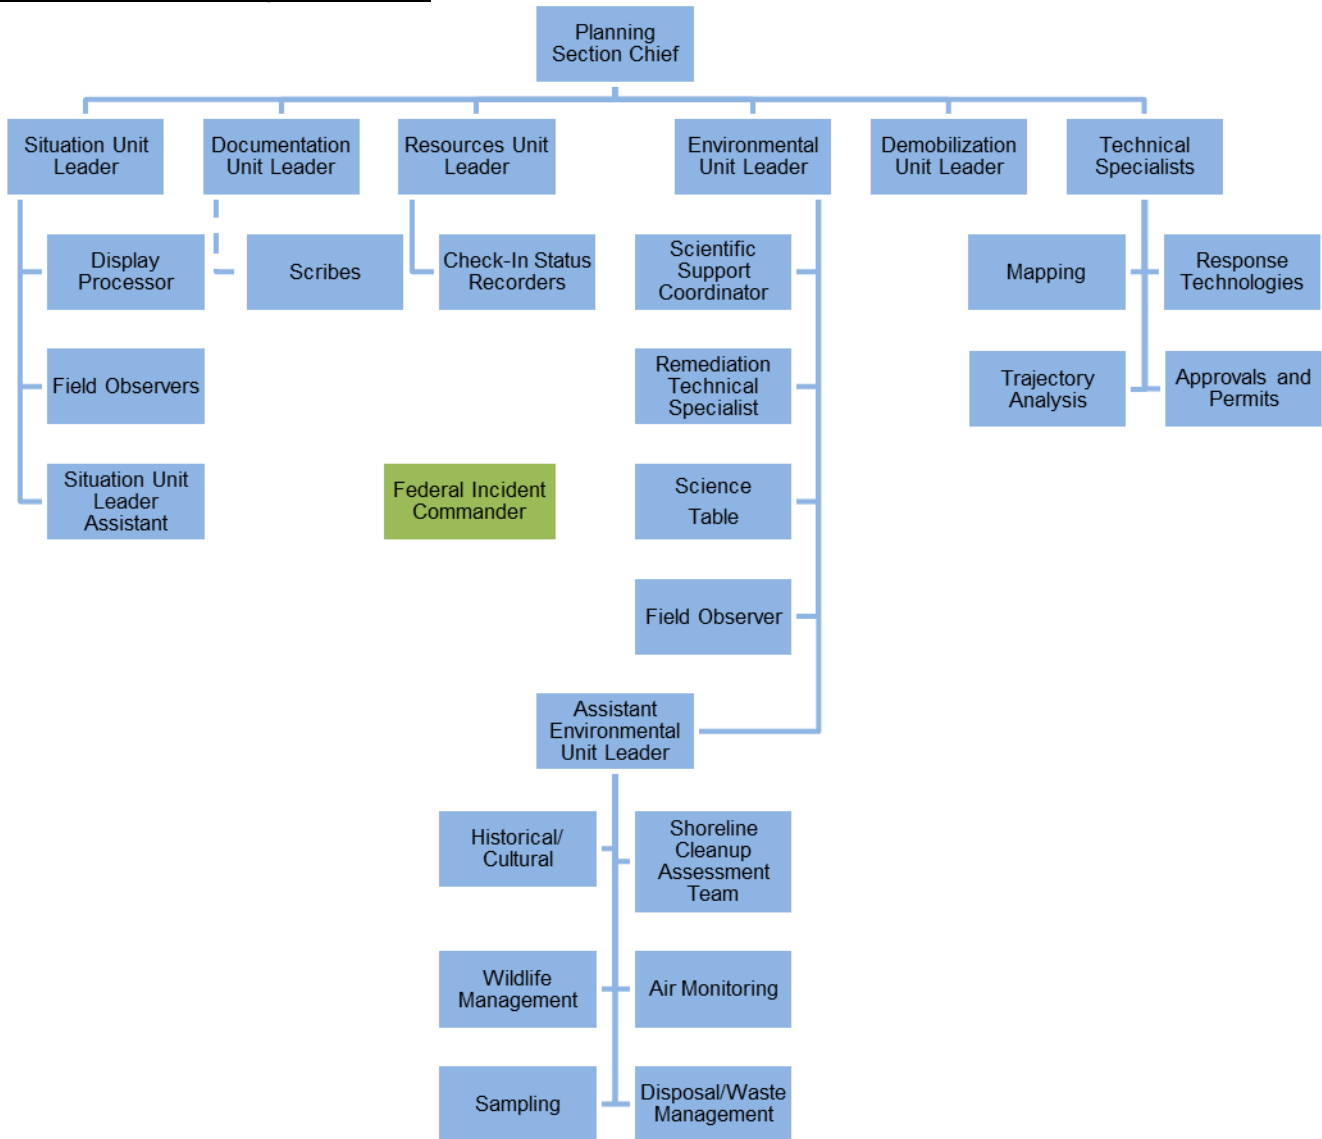 Planning
Section Chief
Situation Unit
Leader
Documentation
Unit Leader
Resources Unit
Leader
Environmental
Unit Leader
Demobilization
Unit Leader
Technical
Specialists
Display
Processor
Scribes
Check-In Status
Recorders
Scientific
Support
Coordinator
Mapping
Response
Technologies
Field Observers
Remediation
Technical
Specialist
Trajectory
Analysis
Approvals and
Permits
Situation Unit
Leader
Assistant
Federal Incident
Commander
Science
Table
Field Observer
Assistant
Environmental
Unit Leader
Historical/
Cultural
Shoreline
Cleanup
Assessment
Team
Wildlife
Management
Air Monitoring
Sampling
Disposal/Waste
Management